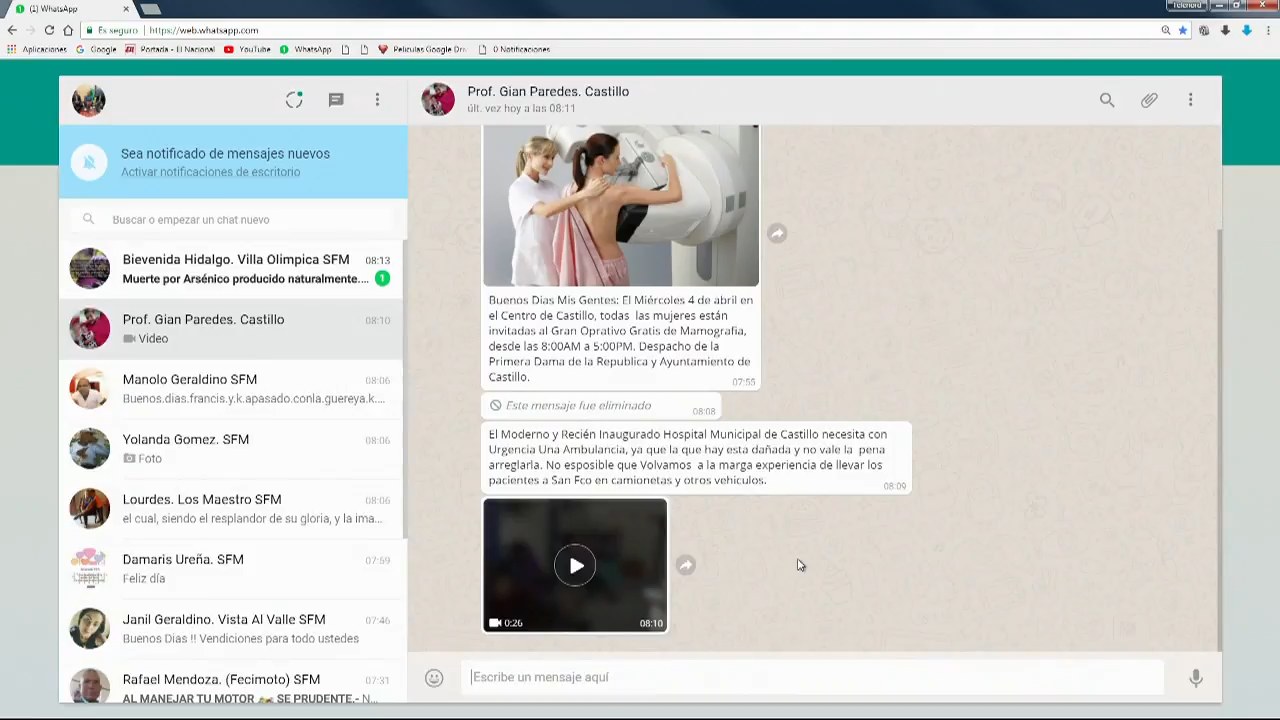 (1) WhatsApp
Telenord
Es seguro | https://web.whatsapp.com
Aplicaciones Google Portada - El Nacional YouTube WhatsApp Peliculas Google Dri 0 Notificaciones
Prof. Gian Paredes. Castillo
últ. vez hoy a las 08:11
Sea notificado de mensajes nuevos
Activar notificaciones de escritorio
Buscar o empezar un chat nuevo
Bievenida Hidalgo. Villa Olimpica SFM 08:13
Muerte por Arsénico producido naturalmente.... 1
Prof. Gian Paredes. Castillo 08:10
Video
Manolo Geraldino SFM 08:06
Buenos.dias.francis.y.k.apasado.conla.guereya.k....
Yolanda Gomez. SFM 08:06
Foto
Lourdes. Los Maestro SFM 08:06
el cual, siendo el resplandor de su gloria, y la ima...
Damaris Ureña. SFM 07:59
Feliz día
Janil Geraldino. Vista Al Valle SFM 07:46
Buenos Dias !! Vendiciones para todo ustedes
Rafael Mendoza. (Fecimoto) SFM 07:31
AL MANEJAR TU MOTOR SE PRUDENTE.- N...
Buenos Dias Mis Gentes: El Miércoles 4 de abril en
el Centro de Castillo, todas las mujeres están
invitadas al Gran Oprativo Gratis de Mamografia,
desde las 8:00AM a 5:00PM. Despacho de la
Primera Dama de la Republica y Ayuntamiento de
Castillo. 07:55
Este mensaje fue eliminado 08:08
El Moderno y Recién Inaugurado Hospital Municipal de Castillo necesita con
Urgencia Una Ambulancia, ya que la que hay esta dañada y no vale la pena
arreglarla. No esposible que Volvamos a la marga experiencia de llevar los
pacientes a San Fco en camionetas y otros vehiculos. 08:09
0:26 08:10
Escribe un mensaje aquí